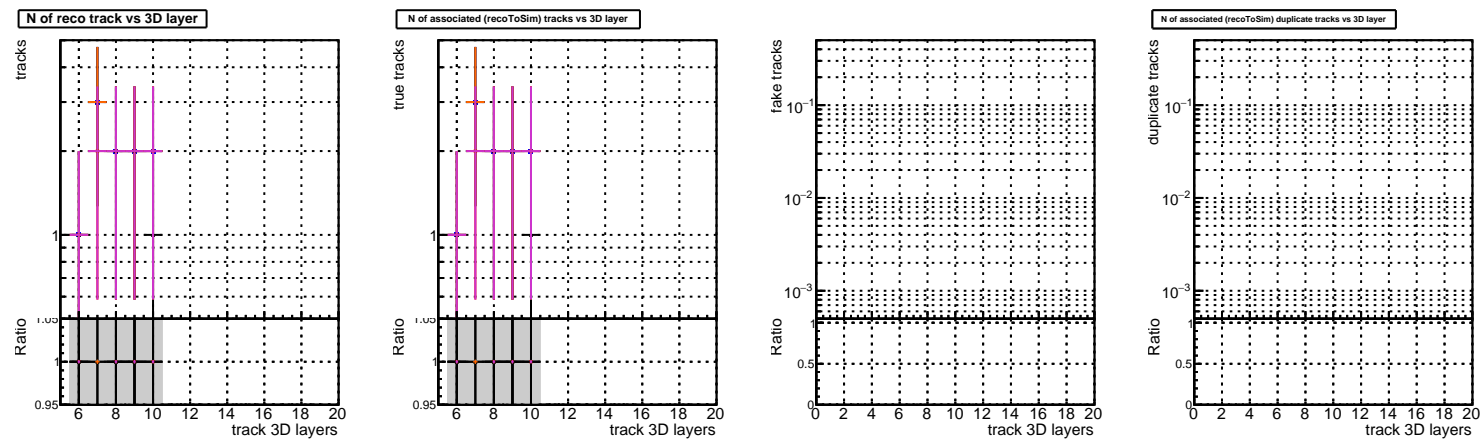 N of reco track vs 3D layer
tracks
1
Ratio
1.05
1
0.95
6 8 10 12 14 16 18 20
track 3D layers
N of associated (recoToSim) tracks vs 3D layer
true tracks
1
Ratio
1.05
1
0.95
6 8 10 12 14 16 18 20
track 3D layers
fake tracks
10⁻¹
10⁻²
10⁻³
Ratio
1
0.5
0
0 2 4 6 8 10 12 14 16 18 20
track 3D layers
N of associated (recoToSim) duplicate tracks vs 3D layer
duplicate tracks
10⁻¹
10⁻²
10⁻³
Ratio
1
0.5
0
0 2 4 6 8 10 12 14 16 18 20
track 3D layers